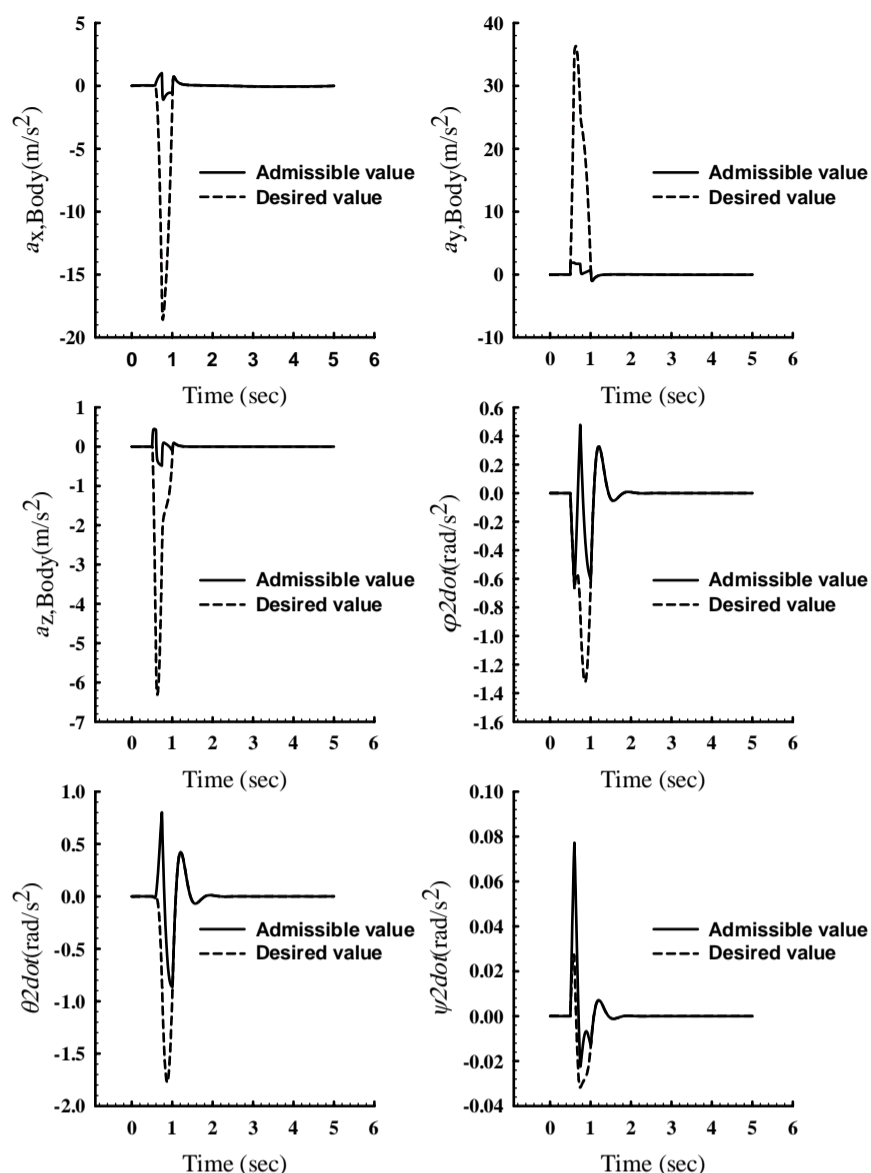 5
0
-5
-10
-15
-20
a x,Body(m/s2)
Admissible value
Desired value
0 1 2 3 4 5 6
Time (sec)
40
30
20
10
0
-10
a y,Body(m/s2)
Admissible value
Desired value
0 1 2 3 4 5 6
Time (sec)
1
0
-1
-2
-3
-4
-5
-6
-7
a z,Body(m/s2)
Admissible value
Desired value
0 1 2 3 4 5 6
Time (sec)
0.6
0.4
0.2
0.0
-0.2
-0.4
-0.6
-0.8
-1.0
-1.2
-1.4
-1.6
φ2dot(rad/s2)
Admissible value
Desired value
0 1 2 3 4 5 6
Time (sec)
1.0
0.5
0.0
-0.5
-1.0
-1.5
-2.0
θ2dot(rad/s2)
Admissible value
Desired value
0 1 2 3 4 5 6
Time (sec)
0.10
0.08
0.06
0.04
0.02
0.00
-0.02
-0.04
ψ2dot(rad/s2)
Admissible value
Desired value
0 1 2 3 4 5 6
Time (sec)